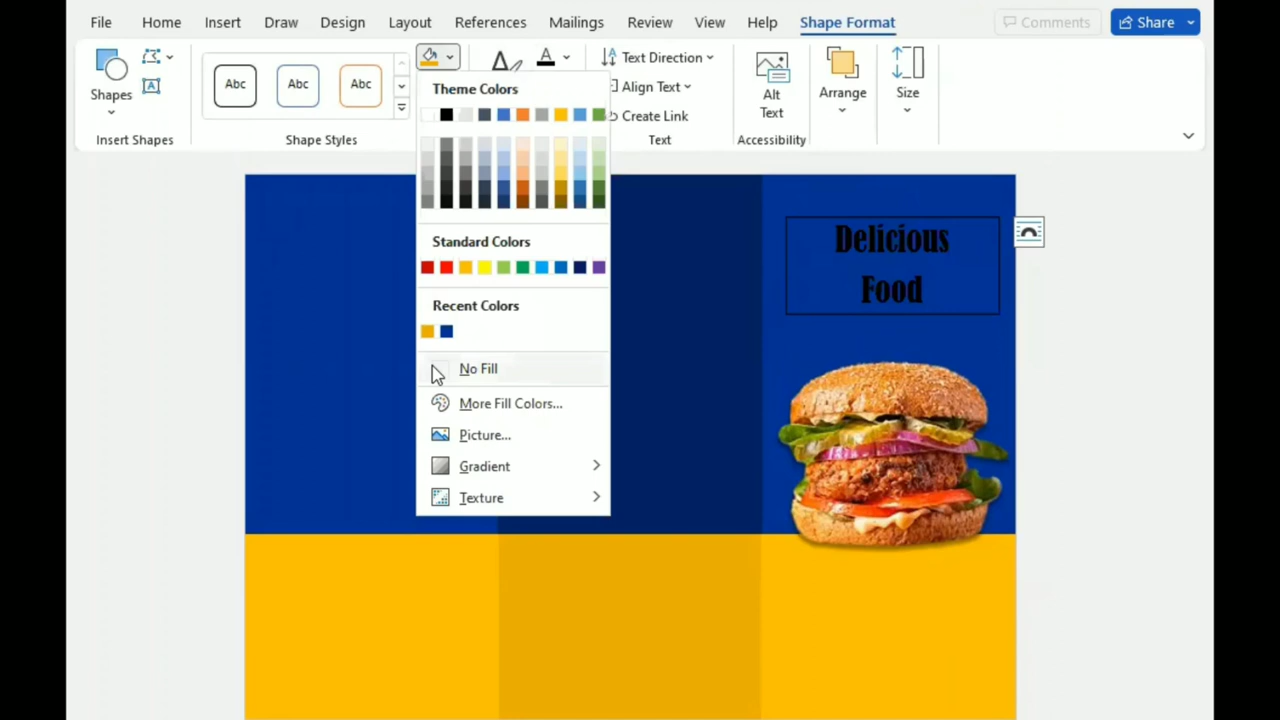 File Home Insert Draw Design Layout References Mailings Review View Help Shape Format Comments Share
Shapes
Insert Shapes
Abc Abc Abc
Shape Styles
Text Direction
Align Text
Create Link
Text
Alt
Text
Accessibility
Arrange
Size
Theme Colors
Standard Colors
Recent Colors
No Fill
More Fill Colors...
Picture...
Gradient
Texture
Delicious
Food